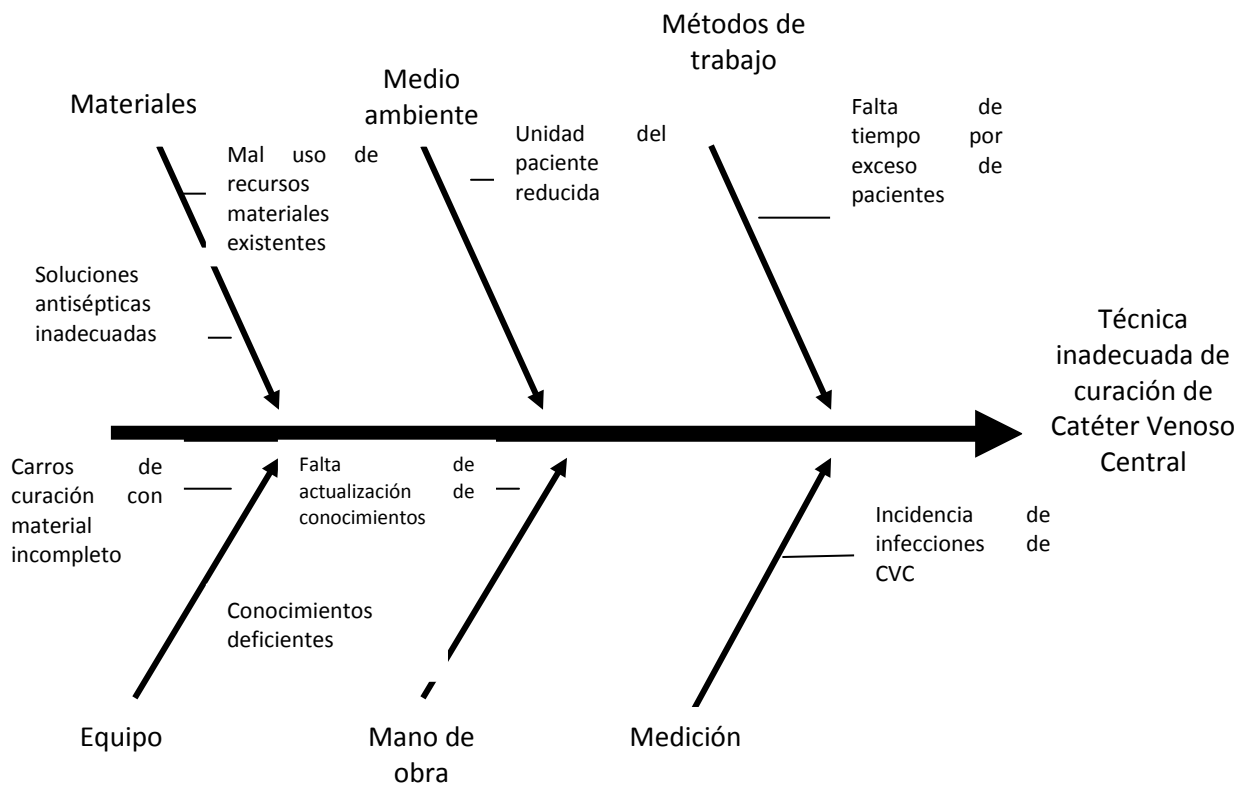 Métodos de
trabajo
Medio
ambiente
Materiales
Mal uso de
recursos
materiales
existentes
Unidad del
paciente
reducida
Falta de
tiempo por
exceso de
pacientes
Soluciones
antisépticas
inadecuadas
Técnica
inadecuada de
curación de
Catéter Venoso
Central
Carros de
curación con
material
incompleto
Falta de
actualización de
conocimientos
Incidencia de
infecciones de
CVC
Conocimientos
deficientes
Equipo
Mano de
obra
Medición